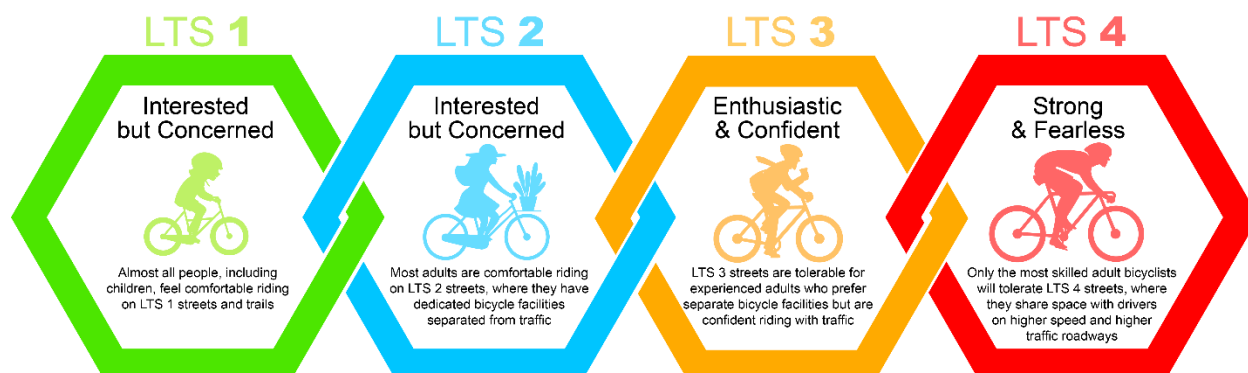 LTS 1
Interested
but Concerned
Almost all people, including
children, feel comfortable riding
on LTS 1 streets and trails
LTS 2
Interested
but Concerned
Most adults are comfortable riding
on LTS 2 streets, where they have
dedicated bicycle facilities
separated from traffic
LTS 3
Enthusiastic
& Confident
LTS 3 streets are tolerable for
experienced adults who prefer
separate bicycle facilities but are
confident riding with traffic
LTS 4
Strong
& Fearless
Only the most skilled adult bicyclists
will tolerate LTS 4 streets, where
they share space with drivers
on higher speed and higher
traffic roadways